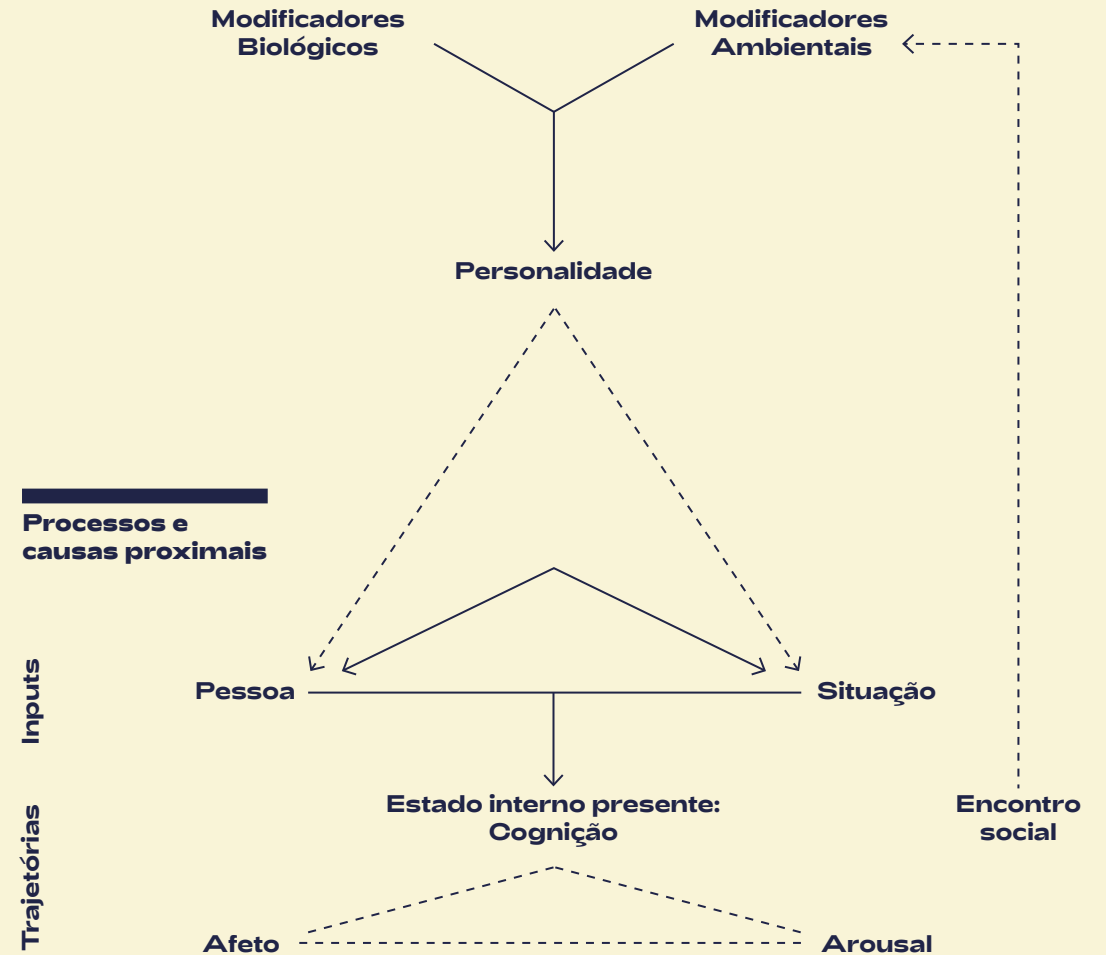 Modificadores
Biológicos
Modificadores
Ambientais
Personalidade
Processos e
causas proximais
Inputs
Pessoa
Situação
Trajetórias
Estado interno presente:
Cognição
Encontro
social
Afeto
Arousal